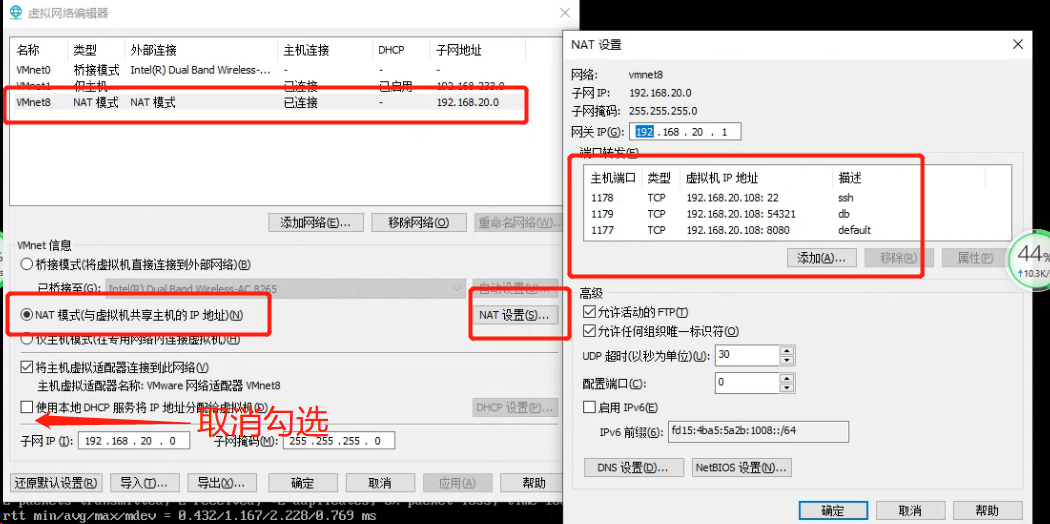 虚拟网络编辑器
名称 类型 外部连接 主机连接 DHCP 子网地址
VMnet0 桥接模式 Intel(R) Dual Band Wireless-... - - -
VMnet1 仅主机... - 已连接 已启用 192.168.233.0
VMnet8 NAT 模式 NAT 模式 已连接 - 192.168.20.0
添加网络(E)... 移除网络(O) 重命名网络(W)...
VMnet 信息
桥接模式(将虚拟机直接连接到外部网络)(B)
已桥接至(G): Intel(R) Dual Band Wireless-AC 8265 自动设置(U)...
NAT 模式(与虚拟机共享主机的 IP 地址)(N) NAT 设置(S)...
仅主机模式(在专用网络内连接虚拟机)(H)
将主机虚拟适配器连接到此网络(V)
主机虚拟适配器名称: VMware 网络适配器 VMnet8
使用本地 DHCP 服务将 IP 地址分配给虚拟机(D) DHCP 设置(P)...
取消勾选
子网 IP (I): 192 . 168 . 20 . 0 子网掩码(M): 255 . 255 . 255 . 0
还原默认设置(R) 导入(T)... 导出(X)... 确定 取消 应用(A) 帮助
rtt min/avg/max/mdev = 0.432/1.167/2.228/0.769 ms
NAT 设置
网络: vmnet8
子网 IP: 192.168.20.0
子网掩码: 255.255.255.0
网关 IP(G): 192 . 168 . 20 . 1
端口转发(F)
主机端口 类型 虚拟机 IP 地址 描述
1178 TCP 192.168.20.108: 22 ssh
1179 TCP 192.168.20.108: 54321 db
1177 TCP 192.168.20.108: 8080 default
添加(A)... 移除(R) 属性(P)
44%
↑10.3K/
高级
允许活动的 FTP(T)
允许任何组织唯一标识符(O)
UDP 超时(以秒为单位)(U): 30
配置端口(C): 0
启用 IPv6(E)
IPv6 前缀(6): fd15:4ba5:5a2b:1008::/64
DNS 设置(D)... NetBIOS 设置(N)...
确定 取消 帮助